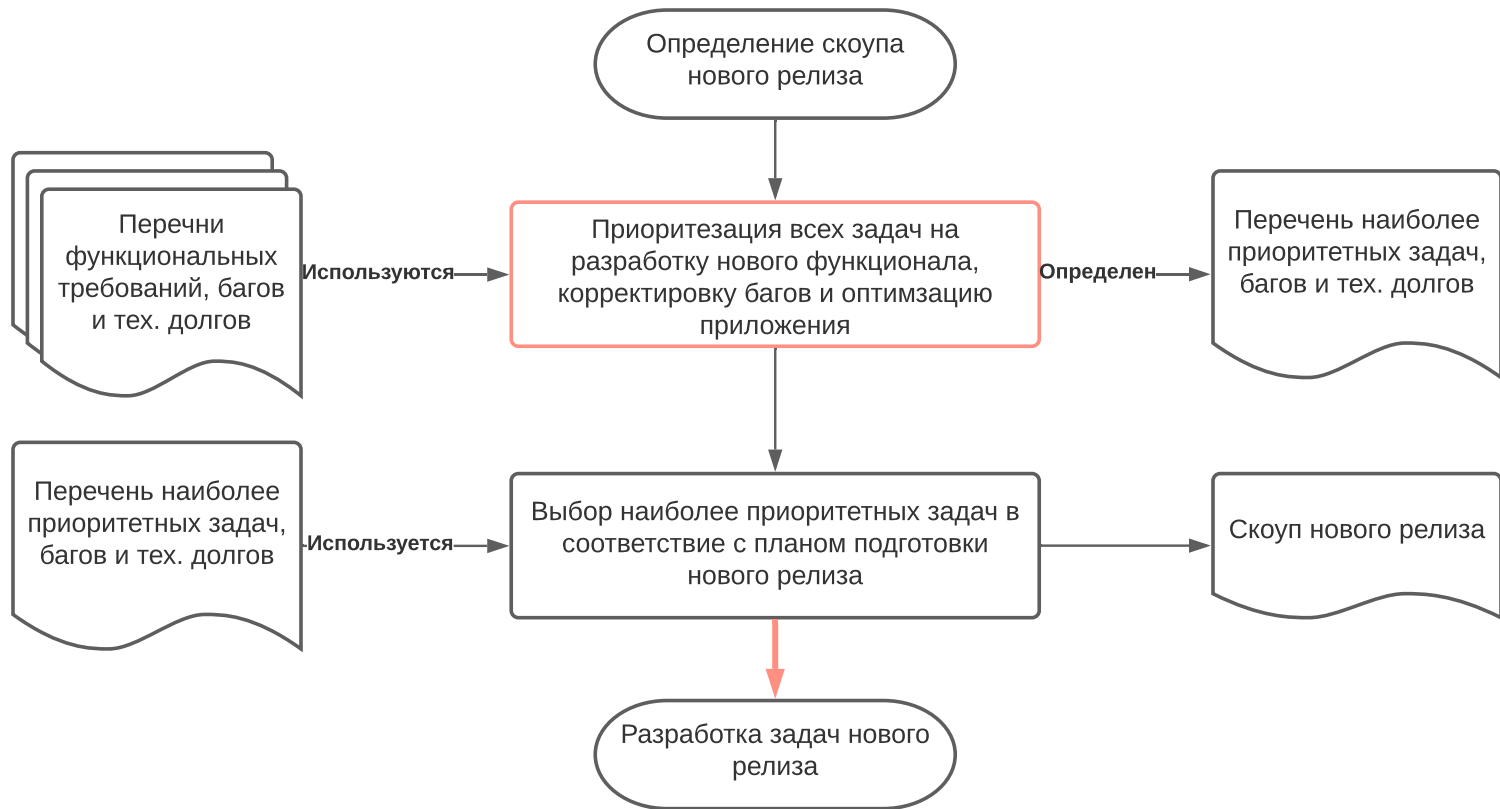 Определение скоупа
нового релиза
Перечни
функциональных
требований, багов
и тех. долгов
Используются
Приоритезация всех задач на
разработку нового функционала,
корректировку багов и оптимзацию
приложения
Определен
Перечень наиболее
приоритетных задач,
багов и тех. долгов
Перечень наиболее
приоритетных задач,
багов и тех. долгов
Используется
Выбор наиболее приоритетных задач в
соответствие с планом подготовки
нового релиза
Скоуп нового релиза
Разработка задач нового
релиза